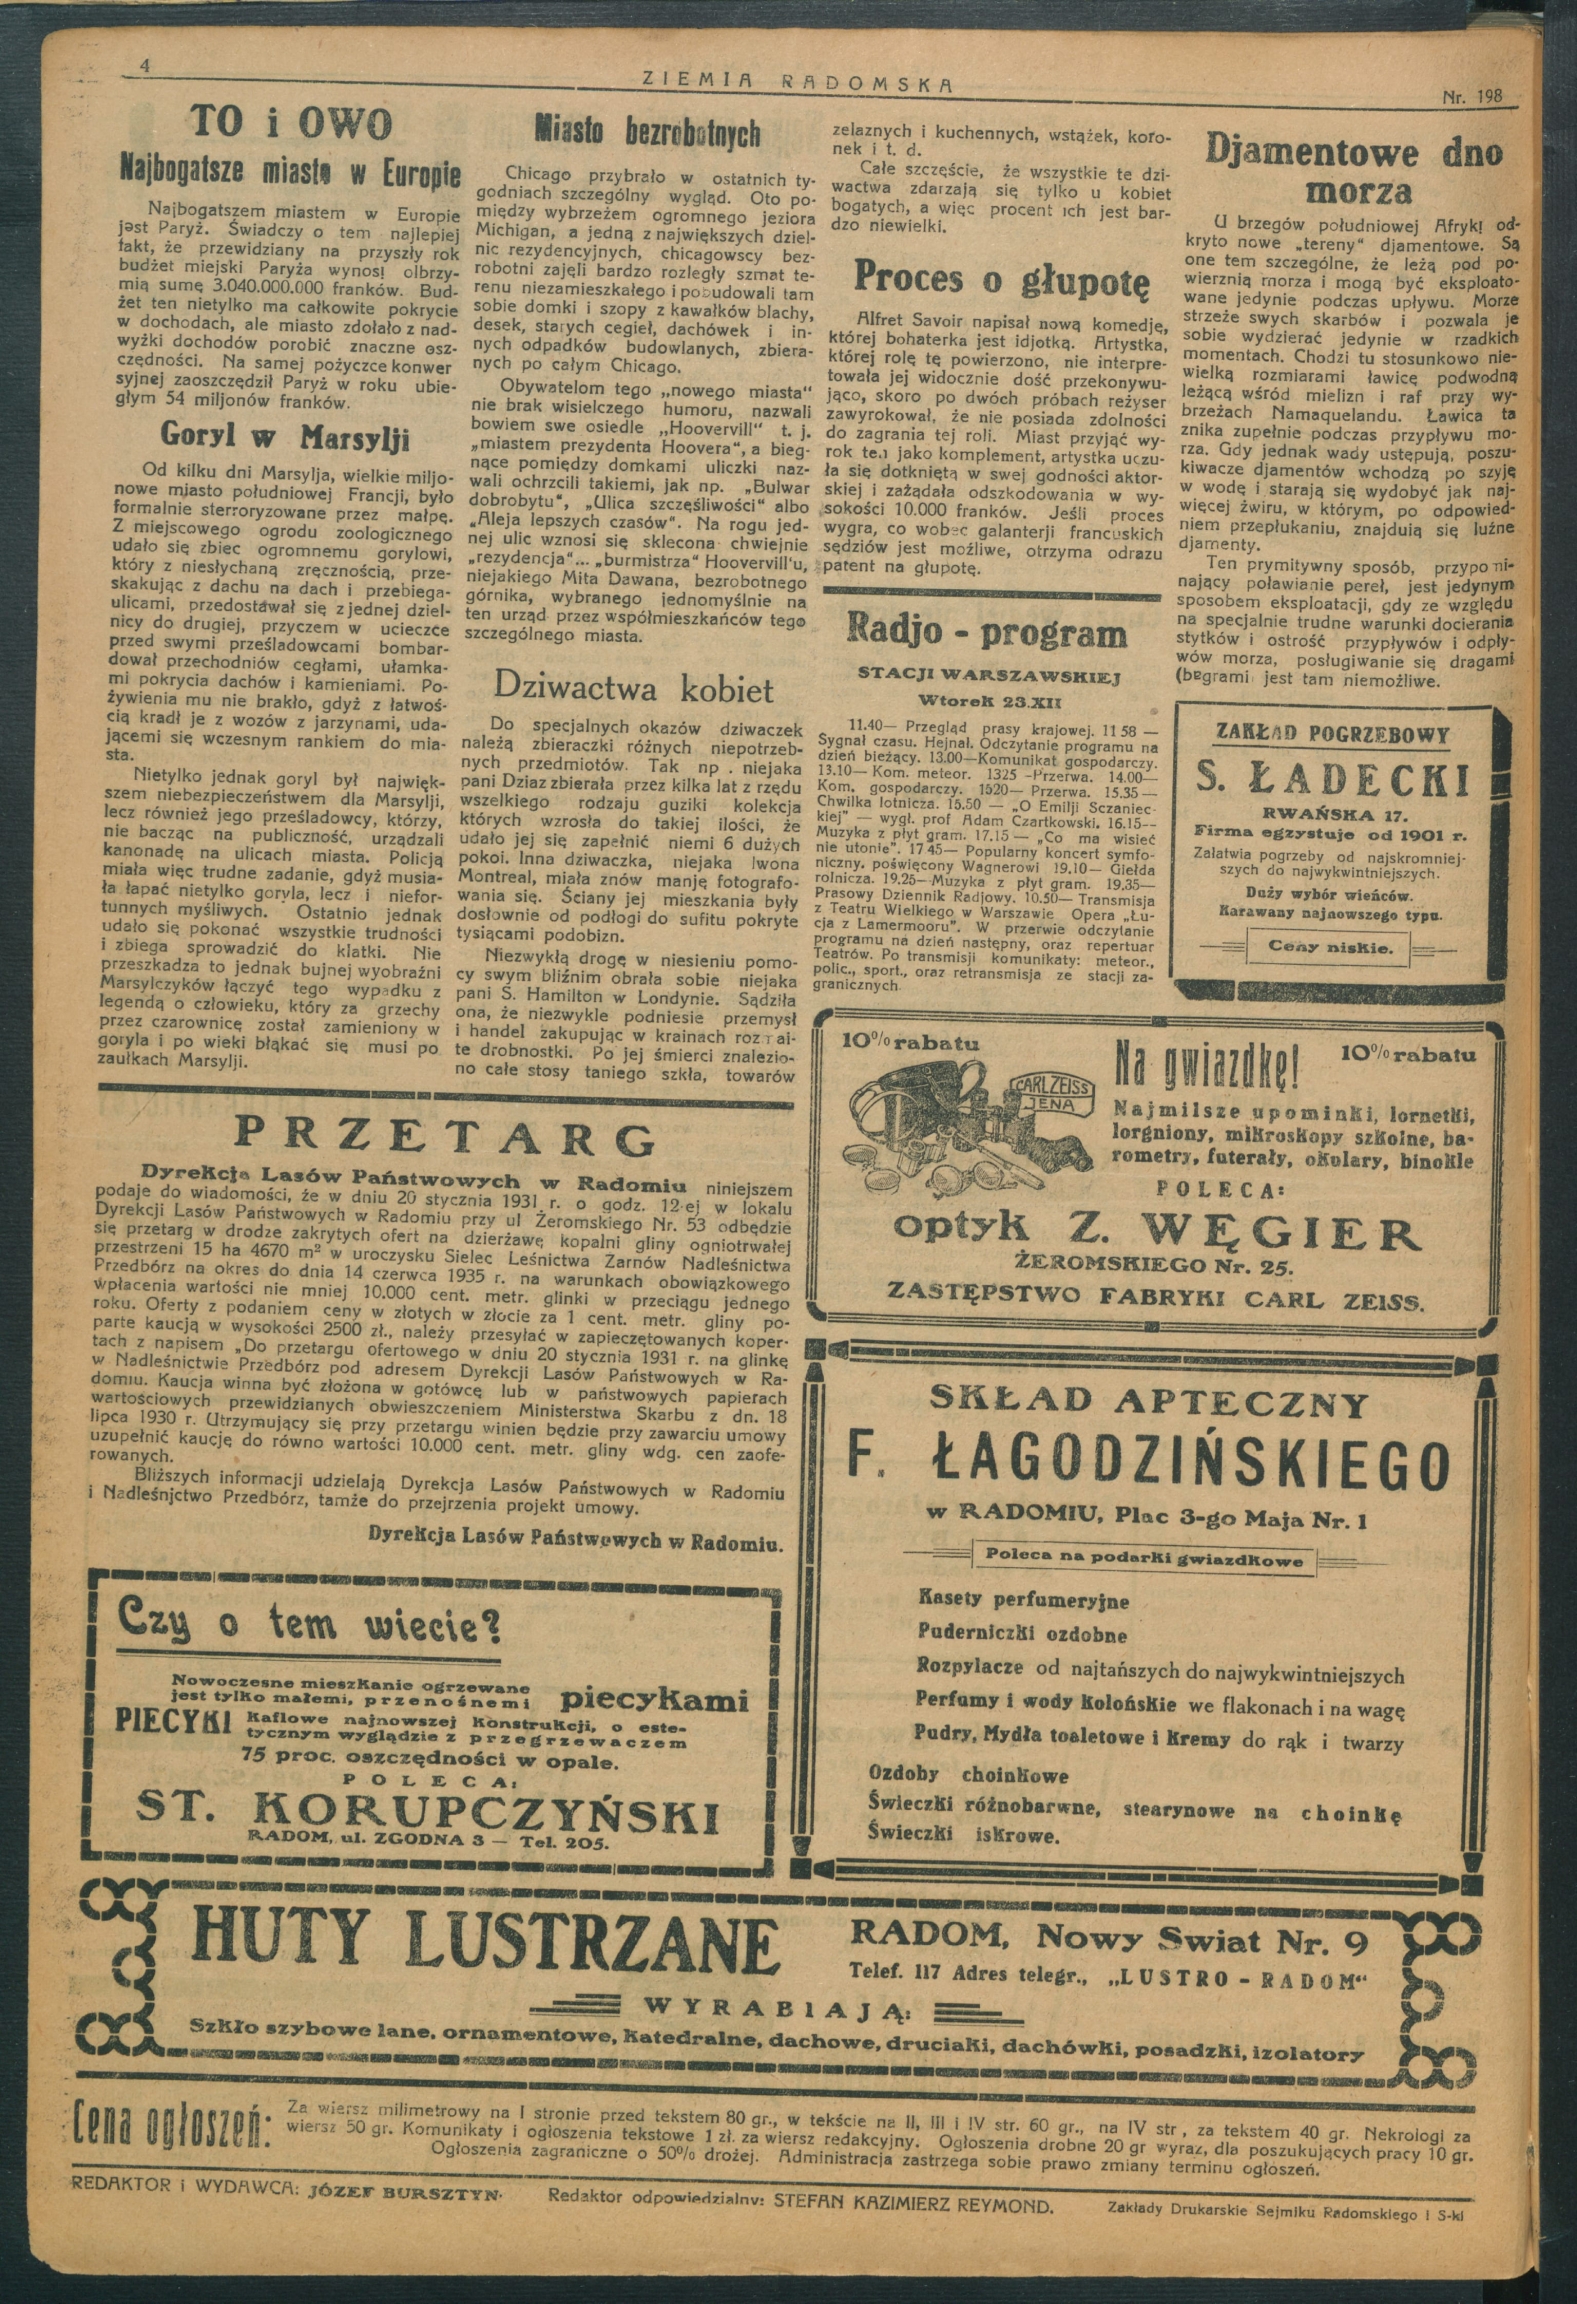 4
ZIEMIA RADOMSKA
Nr. 198
TO i OWO
Najbogatsze miasto w Europie
Najbogatszem miastem w Europie
jest Paryż. Świadczy o tem najlepiej
fakt, że przewidziany na przyszły rok
budżet miejski Paryża wynosi olbrzy-
mią sumę 3.040.000.000 franków. Bud-
żet ten nietylko ma całkowite pokrycie
w dochodach, ale miasto zdołało z nad-
wyżki dochodów porobić znaczne osz-
czędności. Na samej pożyczce konwer
syjnej zaoszczędził Paryż w roku ubie-
głym 54 miljonów franków.
Goryl w Marsylji
Od kilku dni Marsylja, wielkie miljo-
nowe miasto południowej Francji, było
formalnie sterroryzowane przez małpę.
Z miejscowego ogrodu zoologicznego
udało się zbiec ogromnemu gorylowi,
który z niesłychaną zręcznością, prze-
skakując z dachu na dach i przebiega-
ulicami, przedostawał się z jednej dziel-
nicy do drugiej, przyczem w ucieczce
przed swymi prześladowcami bombar-
dował przechodniów cegłami, ułamka-
mi pokrycia dachów i kamieniami. Po-
żywienia mu nie brakło, gdyż z łatwoś-
cią kradł je z wozów z jarzynami, uda-
jącemi się wczesnym rankiem do mia-
sta.
Nietylko jednak goryl był najwięk-
szem niebezpieczeństwem dla Marsylji,
lecz również jego prześladowcy, którzy,
nie bacząc na publiczność, urządzali
kanonadę na ulicach miasta. Policją
miała więc trudne zadanie, gdyż musia-
ła łapać nietylko goryla, lecz i niefor-
tunnych myśliwych. Ostatnio jednak
udało się pokonać wszystkie trudności
i zbiega sprowadzić do klatki. Nie
przeszkadza to jednak bujnej wyobraźni
Marsylczyków łączyć tego wypadku z
legendą o człowieku, który za grzechy
przez czarownicę został zamieniony w
goryla i po wieki błąkać się musi po
zaułkach Marsylji.
Miasto bezrobotnych
Chicago przybrało w ostatnich ty-
godniach szczególny wygląd. Oto po-
między wybrzeżem ogromnego jeziora
Michigan, a jedną z największych dziel-
nic rezydencyjnych, chicagowscy bez-
robotni zajęli bardzo rozległy szmat te-
renu niezamieszkałego i pobudowali tam
sobie domki i szopy z kawałków blachy,
desek, starych cegieł, dachówek i in-
nych odpadków budowlanych, zbiera-
nych po całym Chicago.
Obywatelom tego „nowego miasta"
nie brak wisielczego humoru, nazwali
bowiem swe osiedle „Hoovervill" t. j.
„miastem prezydenta Hoovera", a bieg-
nące pomiędzy domkami uliczki naz-
wali ochrzcili takiemi, jak np. „Bulwar
dobrobytu", „Ulica szczęśliwości" albo
„Aleja lepszych czasów". Na rogu jed-
nej ulic wznosi się sklecona chwiejnie
„rezydencja"... „burmistrza" Hoovervill'u,
niejakiego Mita Dawana, bezrobotnego
górnika, wybranego jednomyślnie na
ten urząd przez współmieszkańców tego
szczególnego miasta.
Dziwactwa kobiet
Do specjalnych okazów dziwaczek
należą zbieraczki różnych niepotrzeb-
nych przedmiotów. Tak np . niejaka
pani Dziaz zbierała przez kilka lat z rzędu
wszelkiego rodzaju guziki kolekcja
których wzrosła do takiej ilości, że
udało jej się zapełnić niemi 6 dużych
pokoi. Inna dziwaczka, niejaka Iwona
Montreal, miała znów manję fotografo-
wania się. Ściany jej mieszkania były
dosłownie od podłogi do sufitu pokryte
tysiącami podobizn.
Niezwykłą drogę w niesieniu pomo-
cy swym bliźnim obrała sobie niejaka
pani S. Hamilton w Londynie. Sądziła
ona, że niezwykle podniesie przemysł
i handel zakupując w krainach rozmai-
te drobnostki. Po jej śmierci znalezio-
no całe stosy taniego szkła, towarów
zelaznych i kuchennych, wstążek, koro-
nek i t. d.
Całe szczęście, że wszystkie te dzi-
wactwa zdarzają się tylko u kobiet
bogatych, a więc procent ich jest bar-
dzo niewielki.
Proces o głupotę
Alfret Savoir napisał nową komedję,
której bohaterka jest idjotką. Artystka,
której rolę tę powierzono, nie interpre-
towała jej widocznie dość przekonywu-
jąco, skoro po dwóch próbach reżyser
zawyrokował, że nie posiada zdolności
do zagrania tej roli. Miast przyjąć wy-
rok ten jako komplement, artystka uczu-
ła się dotkniętą w swej godności aktor-
skiej i zażądała odszkodowania w wy-
sokości 10.000 franków. Jeśli proces
wygra, co wobec galanterji francuskich
sędziów jest możliwe, otrzyma odrazu
patent na głupotę.
Radjo - program
STACJI WARSZAWSKIEJ
Wtorek 23.XII
11.40— Przegląd prasy krajowej. 11 58 —
Sygnał czasu. Hejnał. Odczytanie programu na
dzień bieżący. 13.00—Komunikat gospodarczy.
13.10— Kom. meteor. 1325 -Przerwa. 14.00—
Kom. gospodarczy. 1520— Przerwa. 15.35 —
Chwilka lotnicza. 15.50 — „O Emilji Sczaniec-
kiej" — wygł. prof Adam Czartkowski. 16.15--
Muzyka z płyt gram. 17.15 — „Co ma wisieć
nie utonie". 17 45— Popularny koncert symfo-
niczny, poświęcony Wagnerowi 19.10— Giełda
rolnicza. 19.25—Muzyka z płyt gram. 19.35—
Prasowy Dziennik Radjowy. 10.50— Transmisja
z Teatru Wielkiego w Warszawie Opera „Łu-
cja z Lamermooru". W przerwie odczytanie
programu na dzień następny, oraz repertuar
Teatrów. Po transmisji komunikaty: meteor.,
polic., sport., oraz retransmisja ze stacji za-
granicznych
Djamentowe dno
morza
U brzegów południowej Afryki od-
kryto nowe „tereny" djamentowe. Są
one tem szczególne, że leżą pod po-
wierznią morza i mogą być eksploato-
wane jedynie podczas upływu. Morze
strzeże swych skarbów i pozwala je
sobie wydzierać jedynie w rzadkich
momentach. Chodzi tu stosunkowo nie-
wielką rozmiarami ławicę podwodną
leżącą wśród mielizn i raf przy wy-
brzeżach Namaquelandu. Ławica ta
znika zupełnie podczas przypływu mo-
rza. Gdy jednak wady ustępują, poszu-
kiwacze djamentów wchodzą po szyję
w wodę i starają się wydobyć jak naj-
więcej żwiru, w którym, po odpowied-
niem przepłukaniu, znajdują się luźne
djamenty.
Ten prymitywny sposób, przypomi-
nający poławianie pereł, jest jedynym
sposobem eksploatacji, gdy ze względu
na specjalnie trudne warunki docierania
stytków i ostrość przypływów i odpły-
wów morza, posługiwanie się dragami
(bagrami jest tam niemożliwe.
ZAKŁAD POGRZEBOWY
S. ŁADECKI
RWAŃSKA 17.
Firma egzystuje od 1901 r.
Załatwia pogrzeby od najskromniej-
szych do najwykwintniejszych.
Duży wybór wieńców.
Karawany najnowszego typu.
Ceny niskie.
10% rabatu
Na gwiazdkę!
10% rabatu
CARL ZEISS
JENA
Najmilsze upominki, lornetki,
lorgniony, mikroskopy szkolne, ba-
rometry, futerały, okulary, binokle
POLECA:
optyk Z. WĘGIER
ŻEROMSKIEGO Nr. 25.
ZASTĘPSTWO FABRYKI CARL ZEISS.
PRZETARG
Dyrekcja Lasów Państwowych w Radomiu niniejszem
podaje do wiadomości, że w dniu 20 stycznia 1931 r. o godz. 12-ej w lokalu
Dyrekcji Lasów Państwowych w Radomiu przy ul Żeromskiego Nr. 53 odbędzie
się przetarg w drodze zakrytych ofert na dzierżawę kopalni gliny ogniotrwałej
przestrzeni 15 ha 4670 m² w uroczysku Sielec Leśnictwa Zarnów Nadleśnictwa
Przedbórz na okres do dnia 14 czerwca 1935 r. na warunkach obowiązkowego
wpłacenia wartości nie mniej 10.000 cent. metr. glinki w przeciągu jednego
roku. Oferty z podaniem ceny w złotych w złocie za 1 cent. metr. gliny po-
parte kaucją w wysokości 2500 zł., należy przesyłać w zapieczętowanych koper-
tach z napisem „Do przetargu ofertowego w dniu 20 stycznia 1931 r. na glinkę
w Nadleśnictwie Przedbórz pod adresem Dyrekcji Lasów Państwowych w Ra-
domiu. Kaucja winna być złożona w gotówcę lub w państwowych papierach
wartościowych przewidzianych obwieszczeniem Ministerstwa Skarbu z dn. 18
lipca 1930 r. Utrzymujący się przy przetargu winien będzie przy zawarciu umowy
uzupełnić kaucję do równo wartości 10.000 cent. metr. gliny wdg. cen zaofe-
rowanych.
Bliższych informacji udzielają Dyrekcja Lasów Państwowych w Radomiu
i Nadleśnjctwo Przedbórz, tamże do przejrzenia projekt umowy.
Dyrekcja Lasów Państwowych w Radomiu.
Czy o tem wiecie?
Nowoczesne mieszkanie ogrzewane
jest tylko małemi, przenośnemi piecykami
PIECYKI kaflowe najnowszej konstrukcji, o este-
tycznym wyglądzie z przegrzewaczem
75 proc. oszczędności w opale.
POLECA:
ST. KORUPCZYŃSKI
RADOM, ul. ZGODNA 3 — Tel. 205.
SKŁAD APTECZNY
F. ŁAGODZIŃSKIEGO
w RADOMIU, Plac 3-go Maja Nr. 1
Poleca na podarki gwiazdkowe
Kasety perfumeryjne
Puderniczki ozdobne
Rozpylacze od najtańszych do najwykwintniejszych
Perfumy i wody kolońskie we flakonach i na wagę
Pudry, Mydła toaletowe i Kremy do rąk i twarzy
Ozdoby choinkowe
Świeczki różnobarwne, stearynowe na choinkę
Świeczki iskrowe.
HUTY LUSTRZANE
RADOM, Nowy Swiat Nr. 9
Telef. 117 Adres telegr., „LUSTRO - RADOM"
WYRABIAJĄ:
Szkło szybowe lane, ornamentowe, katedralne, dachowe, druciaki, dachówki, posadzki, izolatory
Cena ogłoszeń:
Za wiersz milimetrowy na I stronie przed tekstem 80 gr., w tekście na II, III i IV str. 60 gr., na IV str , za tekstem 40 gr. Nekrologi za
wiersz 50 gr. Komunikaty i ogłoszenia tekstowe 1 zł. za wiersz redakcyjny. Ogłoszenia drobne 20 gr wyraz, dla poszukujących pracy 10 gr.
Ogłoszenia zagraniczne o 50% drożej. Administracja zastrzega sobie prawo zmiany terminu ogłoszeń.
REDAKTOR i WYDAWCA: JÓZEF BURSZTYN.
Redaktor odpowiedzialny: STEFAN KAZIMIERZ REYMOND.
Zakłady Drukarskie Sejmiku Radomskiego i S-ki